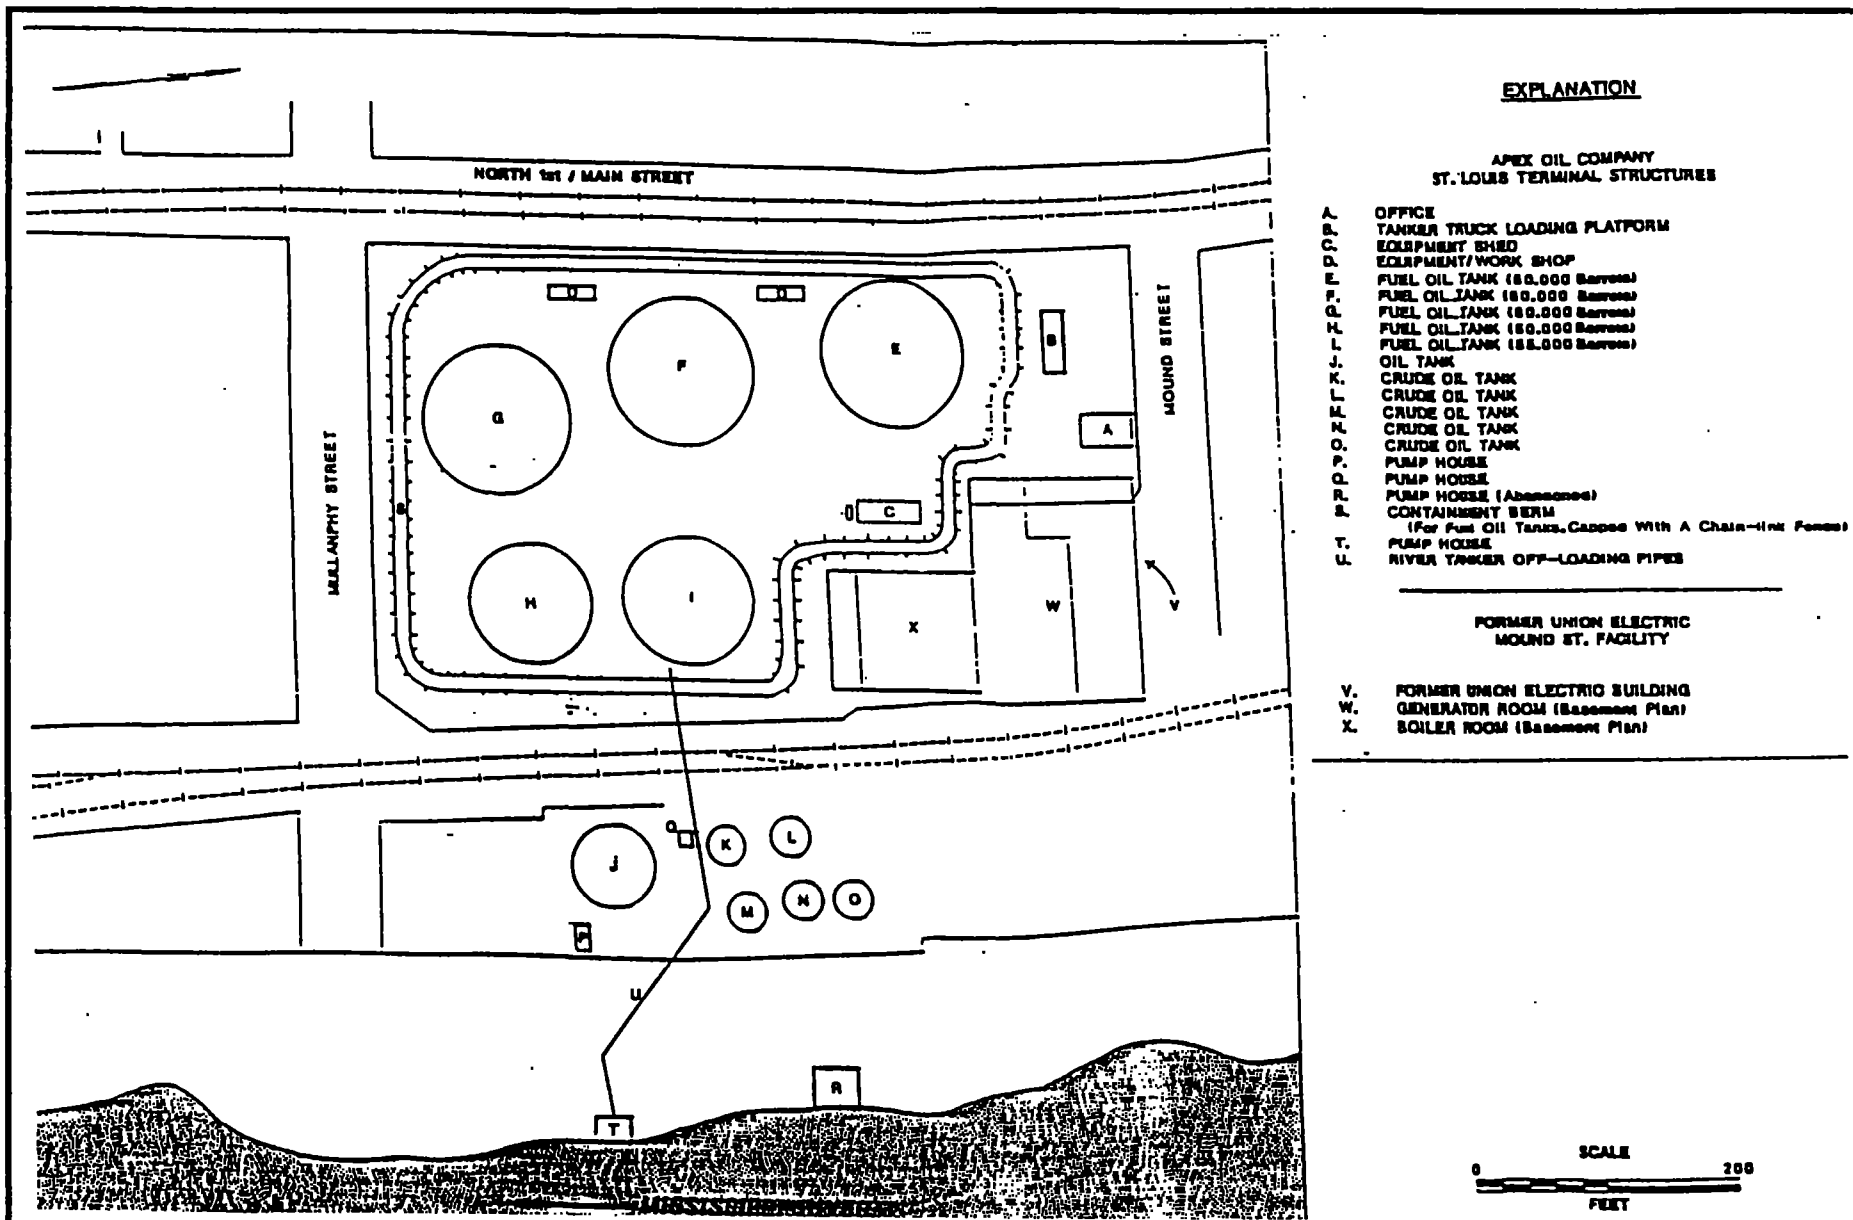 EXPLANATION
APEX OIL COMPANY
ST. LOUIS TERMINAL STRUCTURES
A. OFFICE
B. TANKER TRUCK LOADING PLATFORM
C. EQUIPMENT SHED
D. EQUIPMENT/WORK SHOP
E. FUEL OIL TANK (80.000 Barrels)
F. FUEL OIL TANK (80.000 Barrels)
G. FUEL OIL TANK (80.000 Barrels)
H. FUEL OIL TANK Barrels)
I. FUEL OIL TANK Barrels)
J. OIL TANK
K. CRUDE OIL TANK
L. CRUDE OIL TANK
M. CRUDE OIL TANK
N. CRUDE OIL TANK
O. CRUDE OIL TANK
P. PUMP HOUSE
Q. PUMP HOUSE
R. PUMP HOUSE (Abandoned)
S. CONTAINMENT BERM
(For Fuel Oil Tanks, Capped With A Chain-link Fence)
T. PUMP HOUSE
U. RIVER TANKER OFF-LOADING PIPES
FORMER UNION ELECTRIC
MOUND ST. FACILITY
V. FORMER UNION ELECTRIC BUILDING
W. GENERATOR ROOM (Basement Plan)
X. BOILER ROOM (Basement Plan)
NORTH 1st / MAIN STREET
MULLANPHY STREET
MOUND STREET
D
D
E
F
G
B
A
S
C
H
I
X
W
V
J
Q
K
L
M
N
O
P
U
R
T
MISSISSIPPI RIVER
SCALE
0 200
FEET